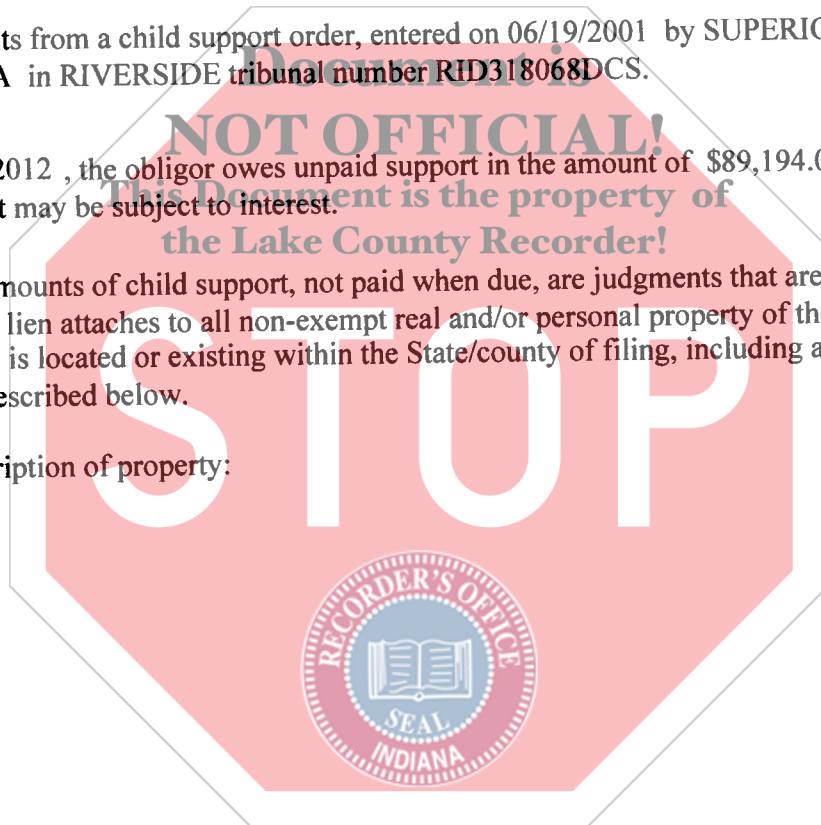 ts from a child support order, entered on 06/19/2001 by SUPERIO
A in RIVERSIDE tribunal number RID318068DCS.
Document is
NOT OFFICIAL!
2012 , the obligor owes unpaid support in the amount of $89,194.0
This Document is the property of
t may be subject to interest.
the Lake County Recorder!
mounts of child support, not paid when due, are judgments that are
lien attaches to all non-exempt real and/or personal property of th
is located or existing within the State/county of filing, including a
escribed below.
STOP
ription of property:
RECORDER'S OFFICE
SEAL
INDIANA